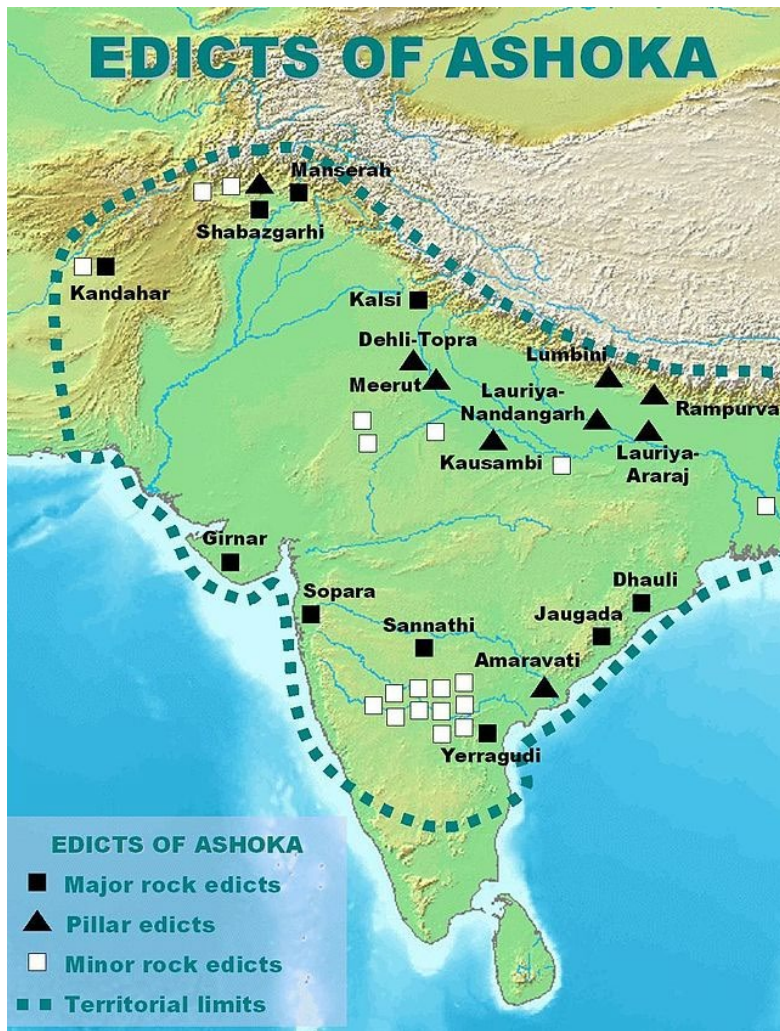 EDICTS OF ASHOKA
Manserah
Shabazgarhi
Kandahar
Kalsi
Dehli-Topra
Lumbini
Meerut
Lauriya-
Nandangarh
Rampurva
Kausambi
Lauriya-
Araraj
Girnar
Sopara
Dhauli
Sannathi
Jaugada
Amaravati
Yerragudi
EDICTS OF ASHOKA
Major rock edicts
Pillar edicts
Minor rock edicts
Territorial limits